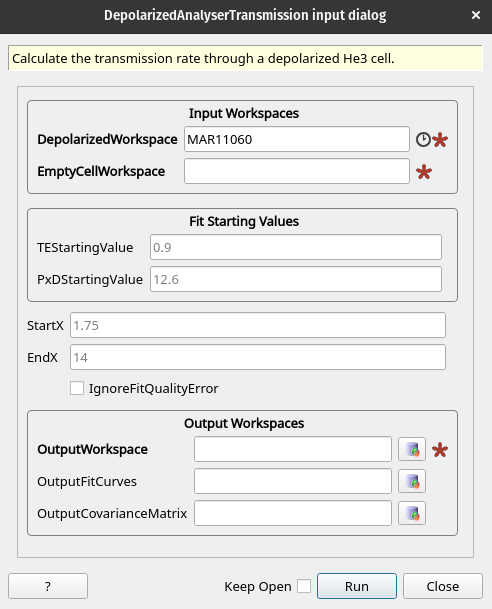 DepolarizedAnalyserTransmission input dialog
Calculate the transmission rate through a depolarized He3 cell.
Input Workspaces
DepolarizedWorkspace MAR11060
EmptyCellWorkspace
Fit Starting Values
TEStartingValue 0.9
PxDStartingValue 12.6
StartX 1.75
EndX 14
IgnoreFitQualityError
Output Workspaces
OutputWorkspace
OutputFitCurves
OutputCovarianceMatrix
? Keep Open Run Close